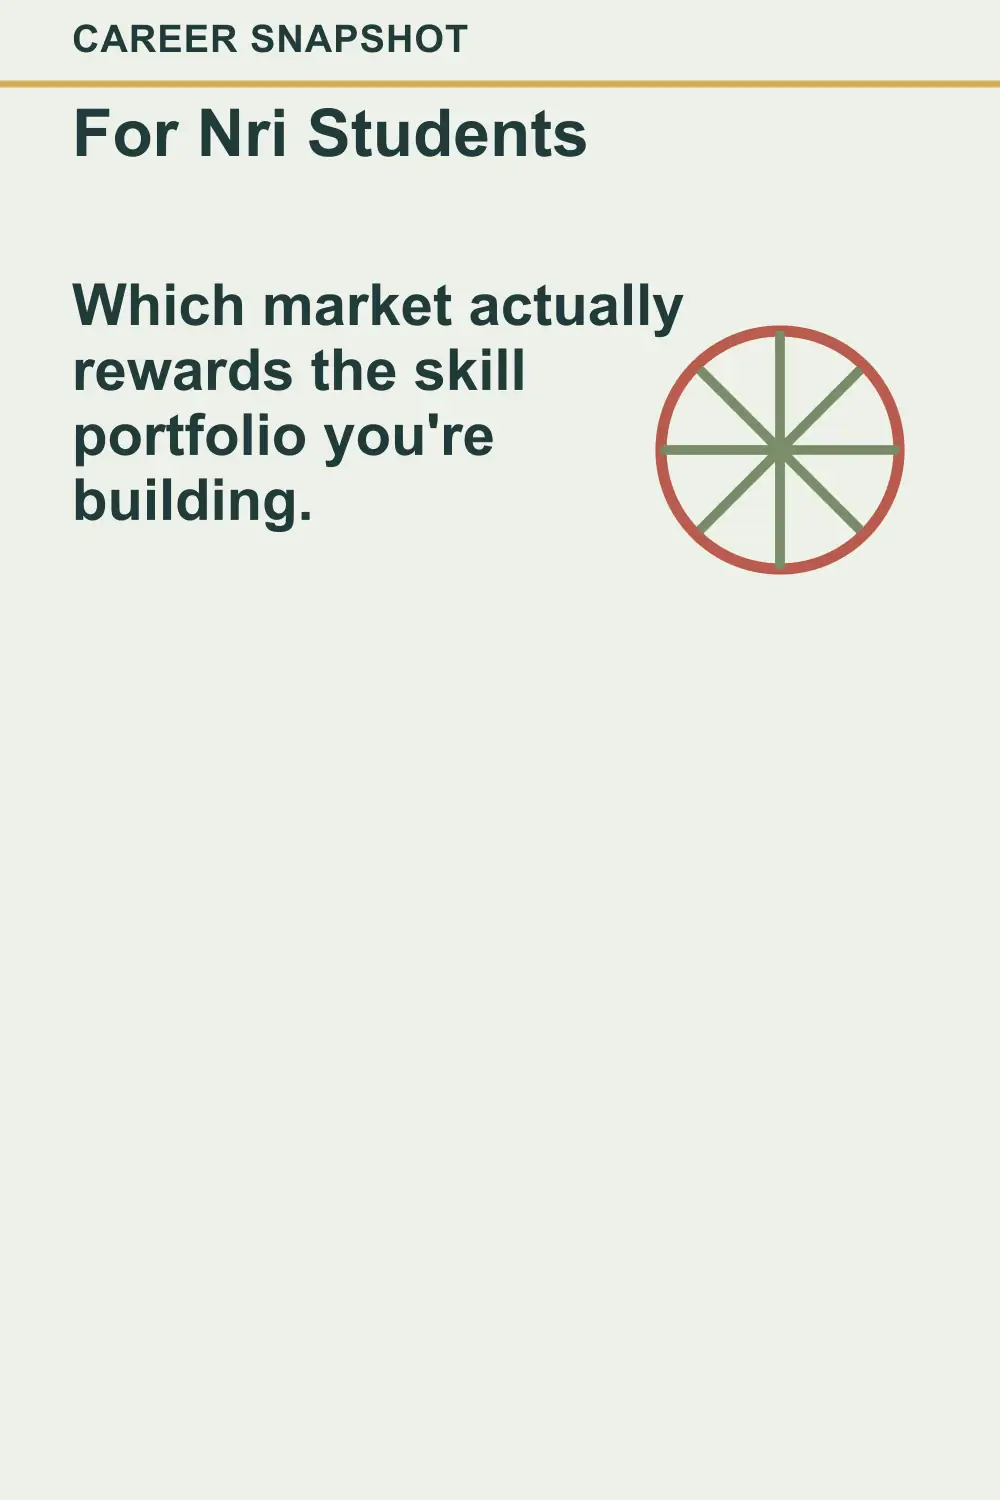 CAREER SNAPSHOT
For Nri Students
Which market actually
rewards the skill
portfolio you're
building.